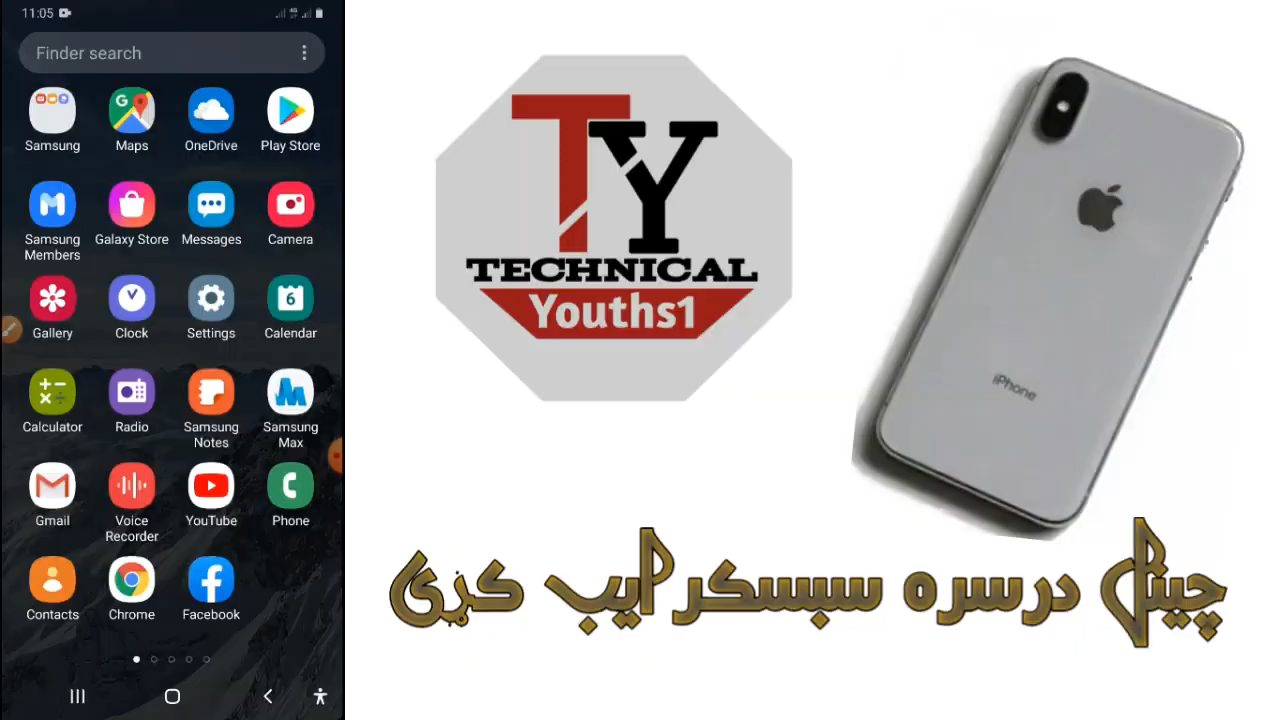 11:05
Finder search
Samsung
Maps
OneDrive
Play Store
Samsung Members
Galaxy Store
Messages
Camera
Gallery
Clock
Settings
6
Calendar
Calculator
Radio
Samsung Notes
Samsung Max
Gmail
Voice Recorder
YouTube
Phone
Contacts
Chrome
Facebook
TY
TECHNICAL
Youths1
iPhone
چینل درسره سبسکرایب کړی